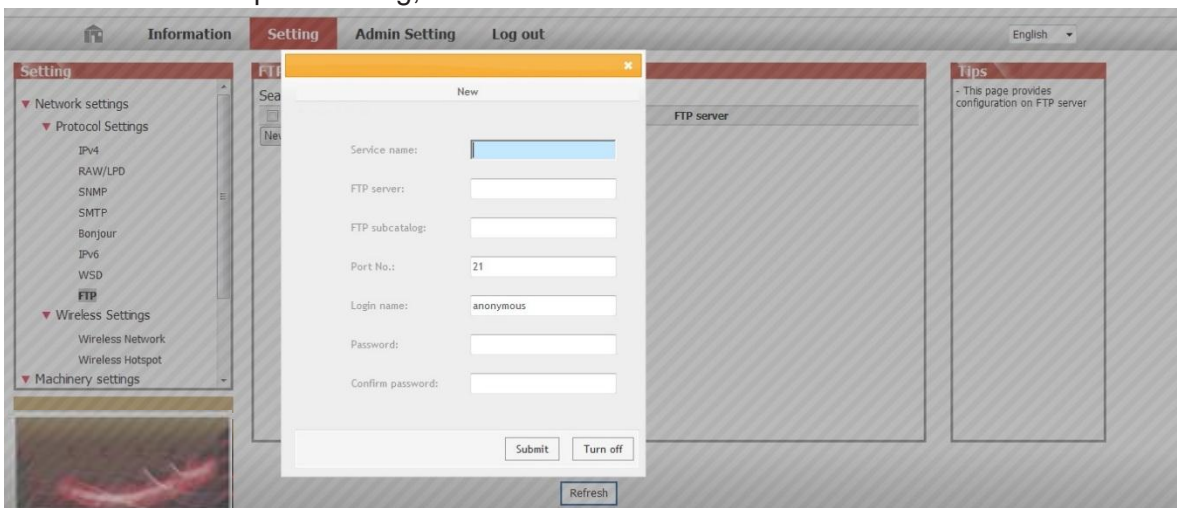 Information Setting Admin Setting Log out English
Setting
Network settings
Protocol Settings
IPv4
RAW/LPD
SNMP
SMTP
Bonjour
IPv6
WSD
FTP
Wireless Settings
Wireless Network
Wireless Hotspot
Machinery settings
New
Service name:
FTP server:
FTP subcatalog:
Port No.: 21
Login name: anonymous
Password:
Confirm password:
Submit Turn off
FTP server
Refresh
Tips
- This page provides
configuration on FTP server